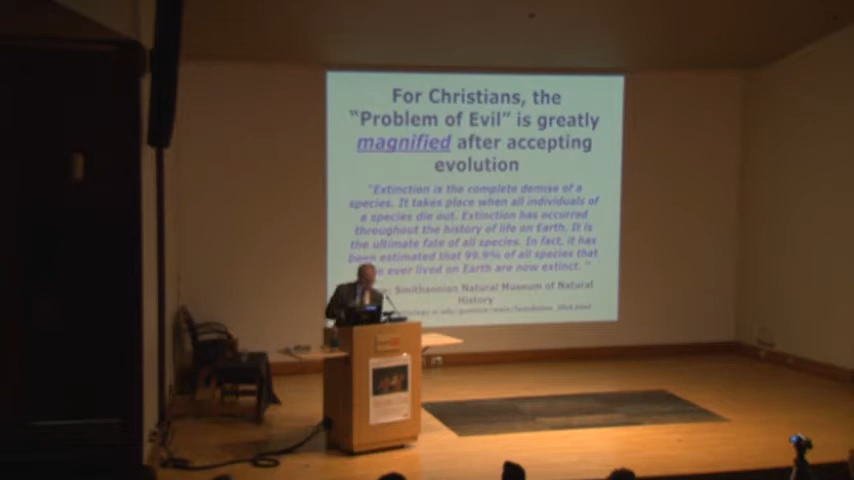 For Christians, the
"Problem of Evil" is greatly
magnified after accepting
evolution
"Extinction is the complete demise of a
species. It takes place when all individuals of
a species die out. Extinction has occurred
throughout the history of life on Earth. It is
the ultimate fate of all species. In fact, it has
been estimated that 99.9% of all species that
ever lived on Earth are now extinct. "
Smithsonian Natural Museum of Natural
History